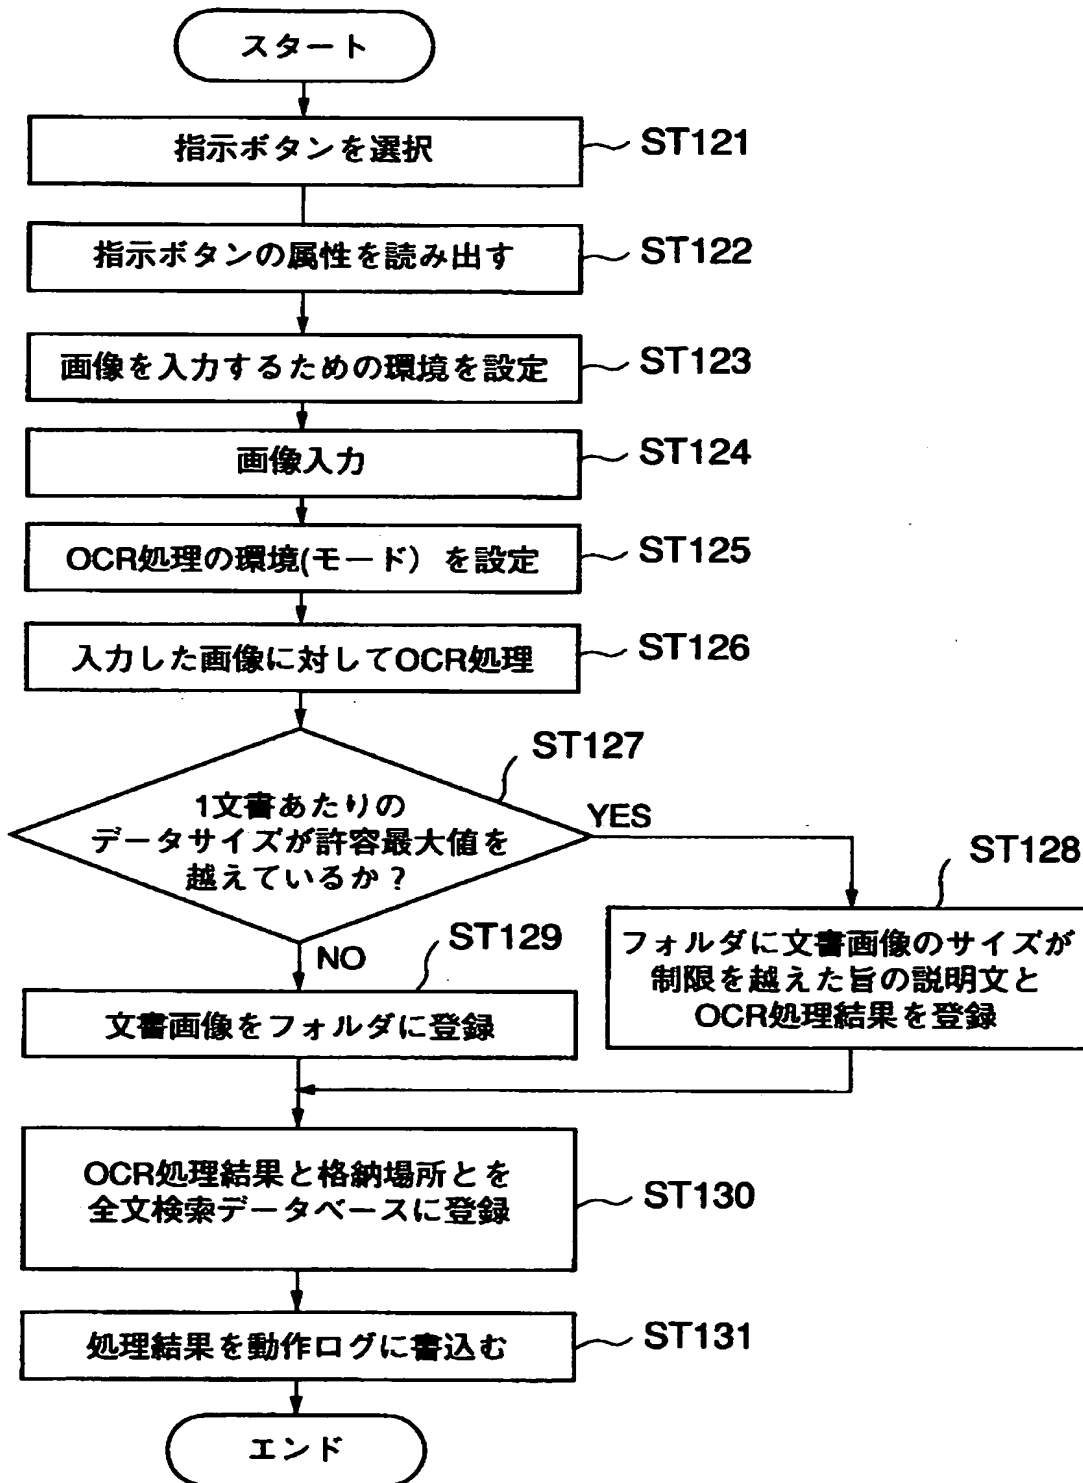 スタート
指示ボタンを選択
ST121
指示ボタンの属性を読み出す
ST122
画像を入力するための環境を設定
ST123
画像入力
ST124
OCR処理の環境(モード）を設定
ST125
入力した画像に対してOCR処理
ST126
ST127
1文書あたりの
データサイズが許容最大値を
越えているか？
YES
ST128
フォルダに文書画像のサイズが
制限を越えた旨の説明文と
OCR処理結果を登録
NO
ST129
文書画像をフォルダに登録
OCR処理結果と格納場所とを
全文検索データベースに登録
ST130
処理結果を動作ログに書込む
ST131
エンド